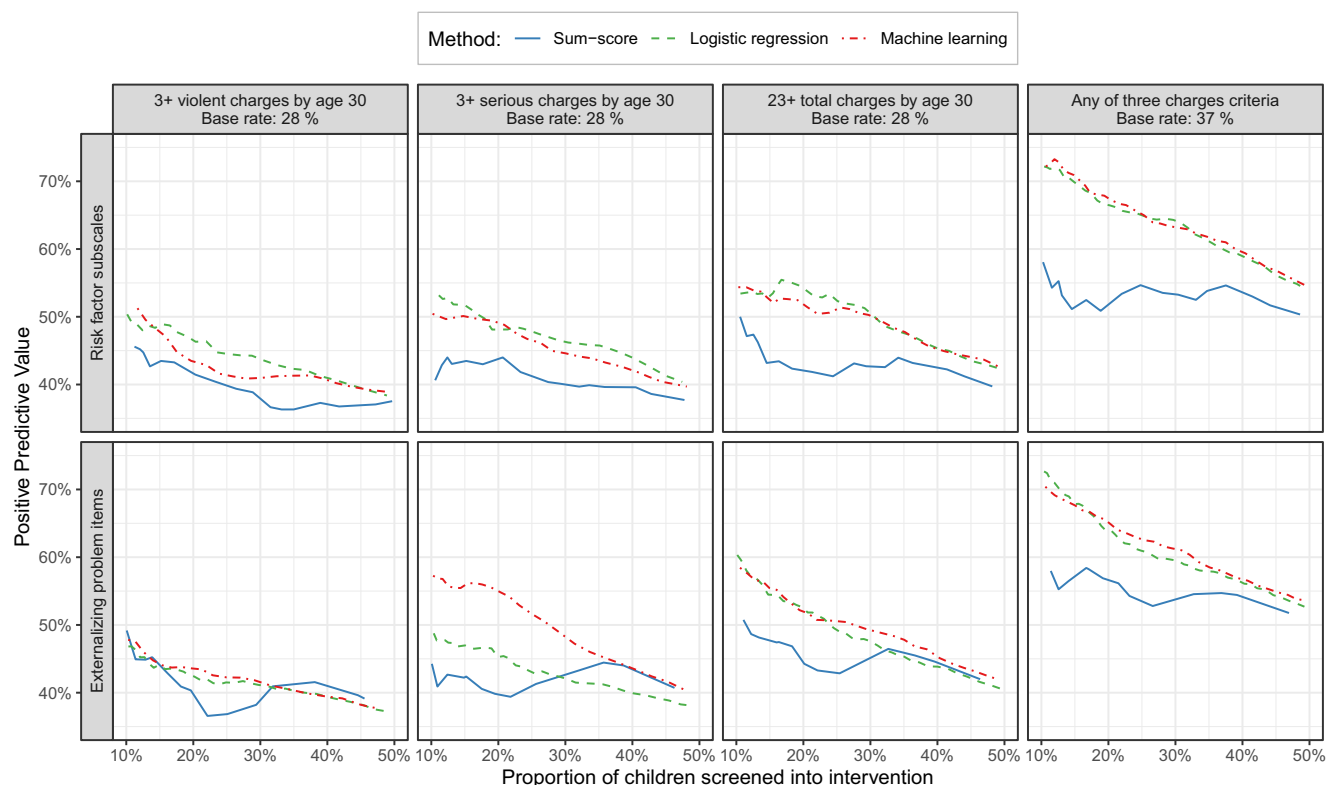 Method: Sum−score Logistic regression Machine learning
3+ violent charges by age 30
Base rate: 28 %
3+ serious charges by age 30
Base rate: 28 %
23+ total charges by age 30
Base rate: 28 %
Any of three charges criteria
Base rate: 37 %
Positive Predictive Value
Risk factor subscales
70%
60%
50%
40%
Externalizing problem items
70%
60%
50%
40%
10% 20% 30% 40% 50%
10% 20% 30% 40% 50%
10% 20% 30% 40% 50%
10% 20% 30% 40% 50%
Proportion of children screened into intervention